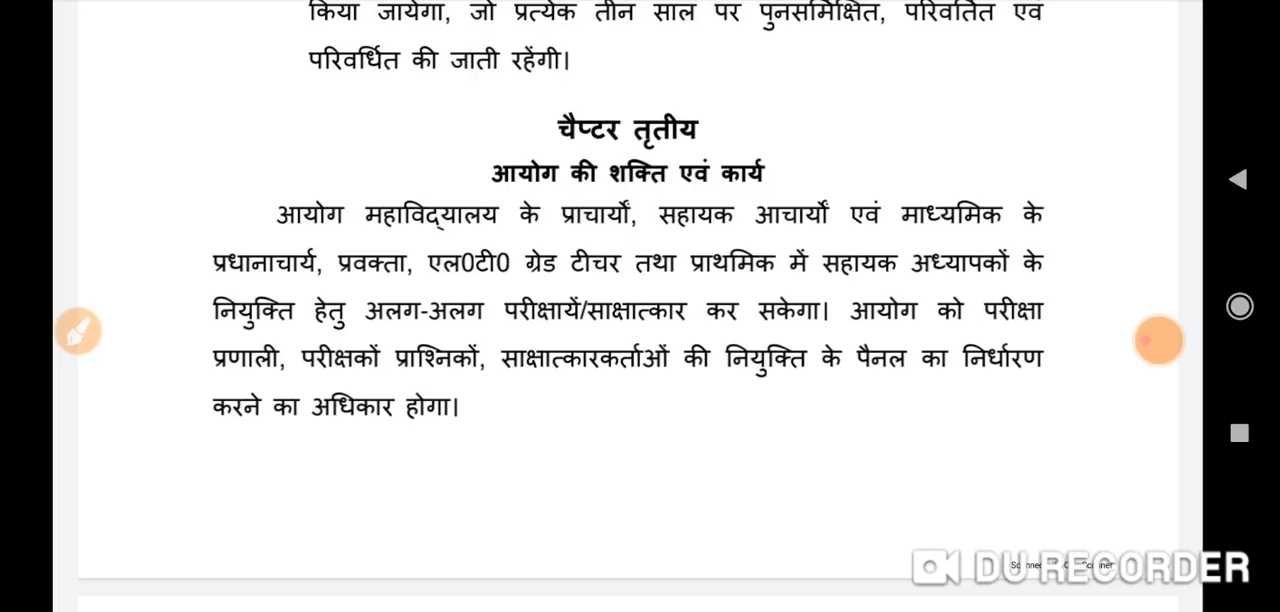 किया जायेगा, जो प्रत्येक तीन साल पर पुनसमिक्षित, परिवर्तित एवं
परिवर्धित की जाती रहेंगी।
चैप्टर तृतीय
आयोग की शक्ति एवं कार्य
आयोग महाविद्यालय के प्राचार्यों, सहायक आचार्यों एवं माध्यमिक के
प्रधानाचार्य, प्रवक्ता, एल0टी0 ग्रेड टीचर तथा प्राथमिक में सहायक अध्यापकों के
नियुक्ति हेतु अलग-अलग परीक्षायें/साक्षात्कार कर सकेगा। आयोग को परीक्षा
प्रणाली, परीक्षकों प्राश्निकों, साक्षात्कारकर्ताओं की नियुक्ति के पैनल का निर्धारण
करने का अधिकार होगा।
DU RECORDER